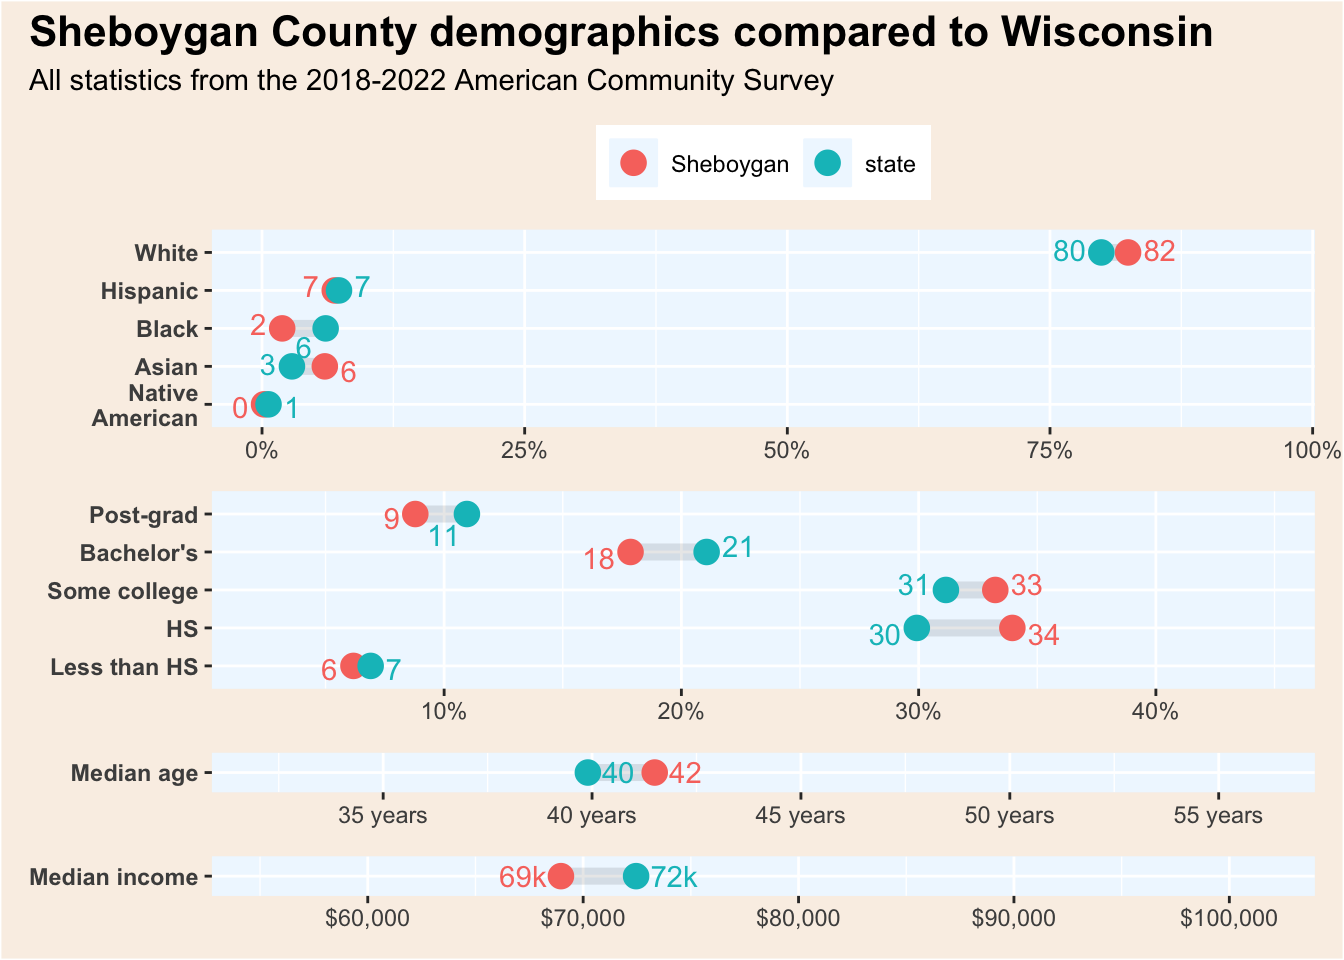 Sheboygan County demographics compared to Wisconsin
All statistics from the 2018-2022 American Community Survey
Sheboygan state
White 80 82
Hispanic 7 7
Black 2 6
Asian 3 6
Native
American 0 1
0% 25% 50% 75% 100%
Post-grad 9 11
Bachelor's 18 21
Some college 31 33
HS 30 34
Less than HS 6 7
10% 20% 30% 40%
Median age 40 42
35 years 40 years 45 years 50 years 55 years
Median income 69k 72k
$60,000 $70,000 $80,000 $90,000 $100,000